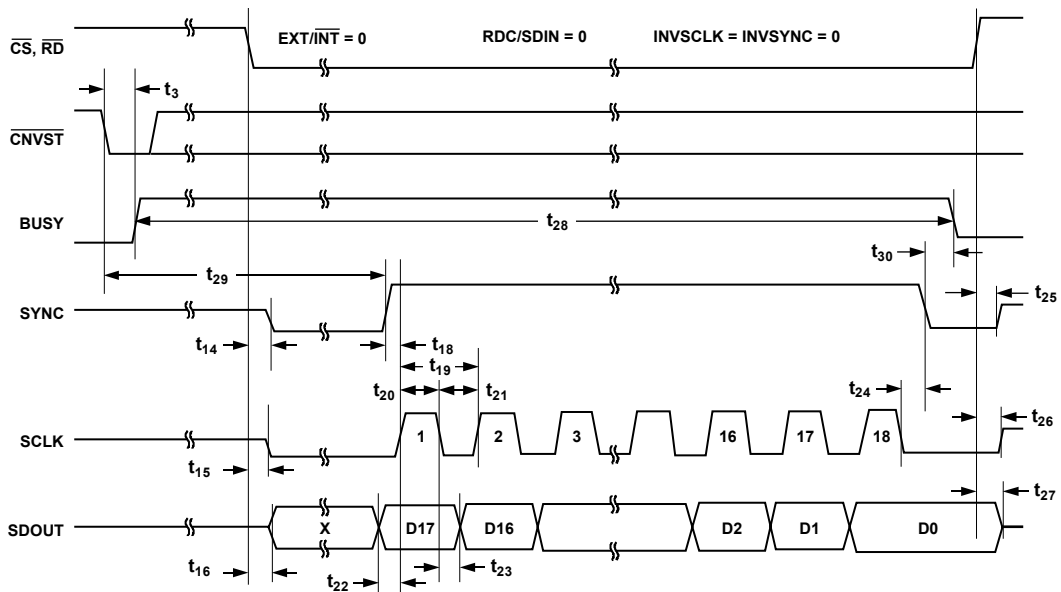 EXT/INT = 0 RDC/SDIN = 0 INVSCLK = INVSYNC = 0
CS, RD
t3
CNVST
BUSY
t28
t30
t29
t25
SYNC
t14
t18
t19
t20
t21
t24
t26
SCLK
1 2 3 16 17 18
t15
t27
SDOUT
X D17 D16 D2 D1 D0
t16
t22
t23